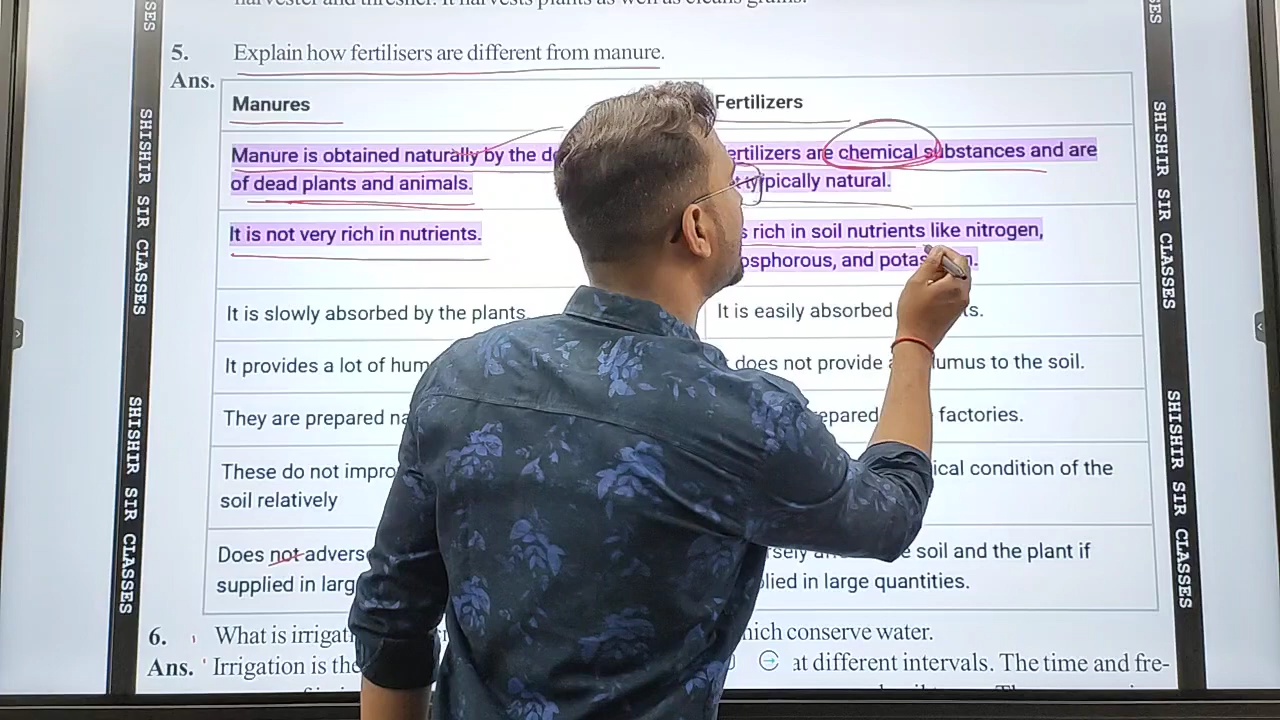 harvester and thresher. It harvests plants as well as cleans grains.
5. Explain how fertilisers are different from manure.
Ans.
Manures
Fertilizers
Manure is obtained naturally by the
of dead plants and animals.
ertilizers are chemical substances and are
typically natural.
It is not very rich in nutrients.
rich in soil nutrients like nitrogen,
osphorous, and potas
It is slowly absorbed by the plants
It is easily absorbed
It provides a lot of hum
does not provide umus to the soil.
They are prepared na
epared factories.
These do not impro
soil relatively
ical condition of the
Does not advers
supplied in larg
sely soil and the plant if
plied in large quantities.
6. What is irrigat
hich conserve water.
Ans. Irrigation is the
at different intervals. The time and fre-
SES
SHISHIR SIR CLASSES
SHISHIR SIR CLASSES
SES
SHISHIR SIR CLASSES
SHISHIR SIR CLASSES